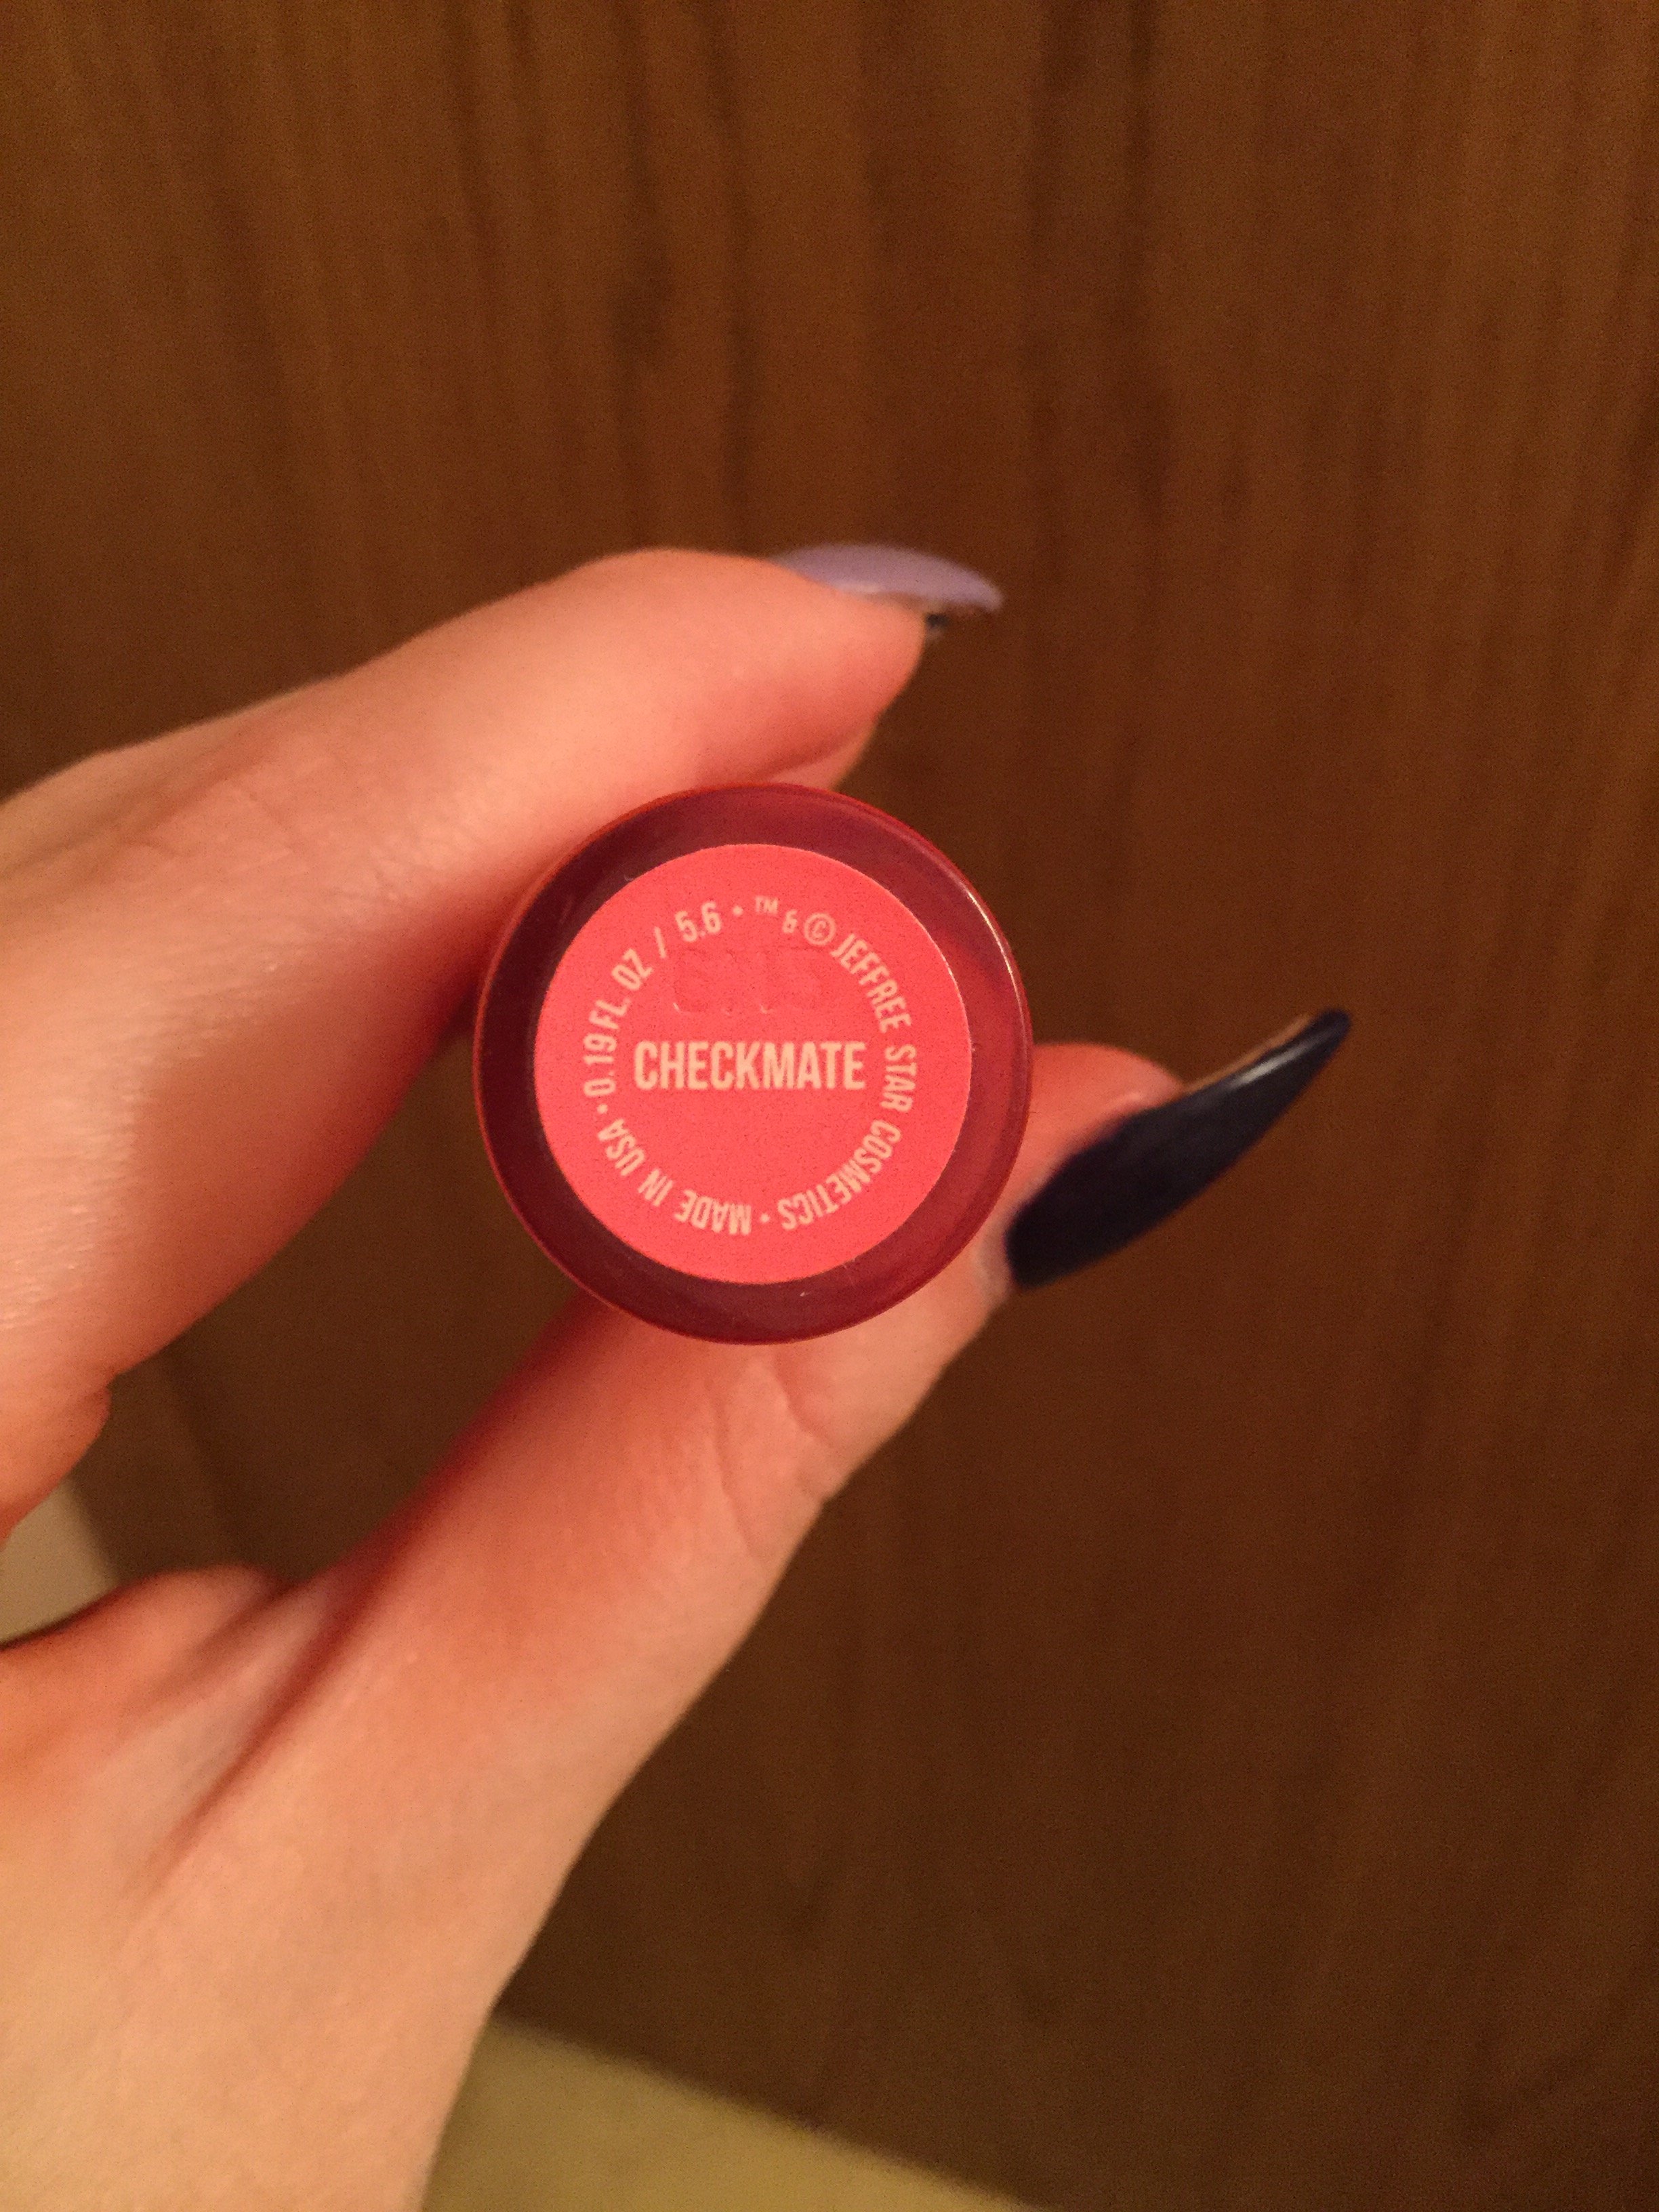 CHECKMATE
0.19 FL. OZ / 5.6 • ™ & © JEFFREE STAR COSMETICS • MADE IN USA •